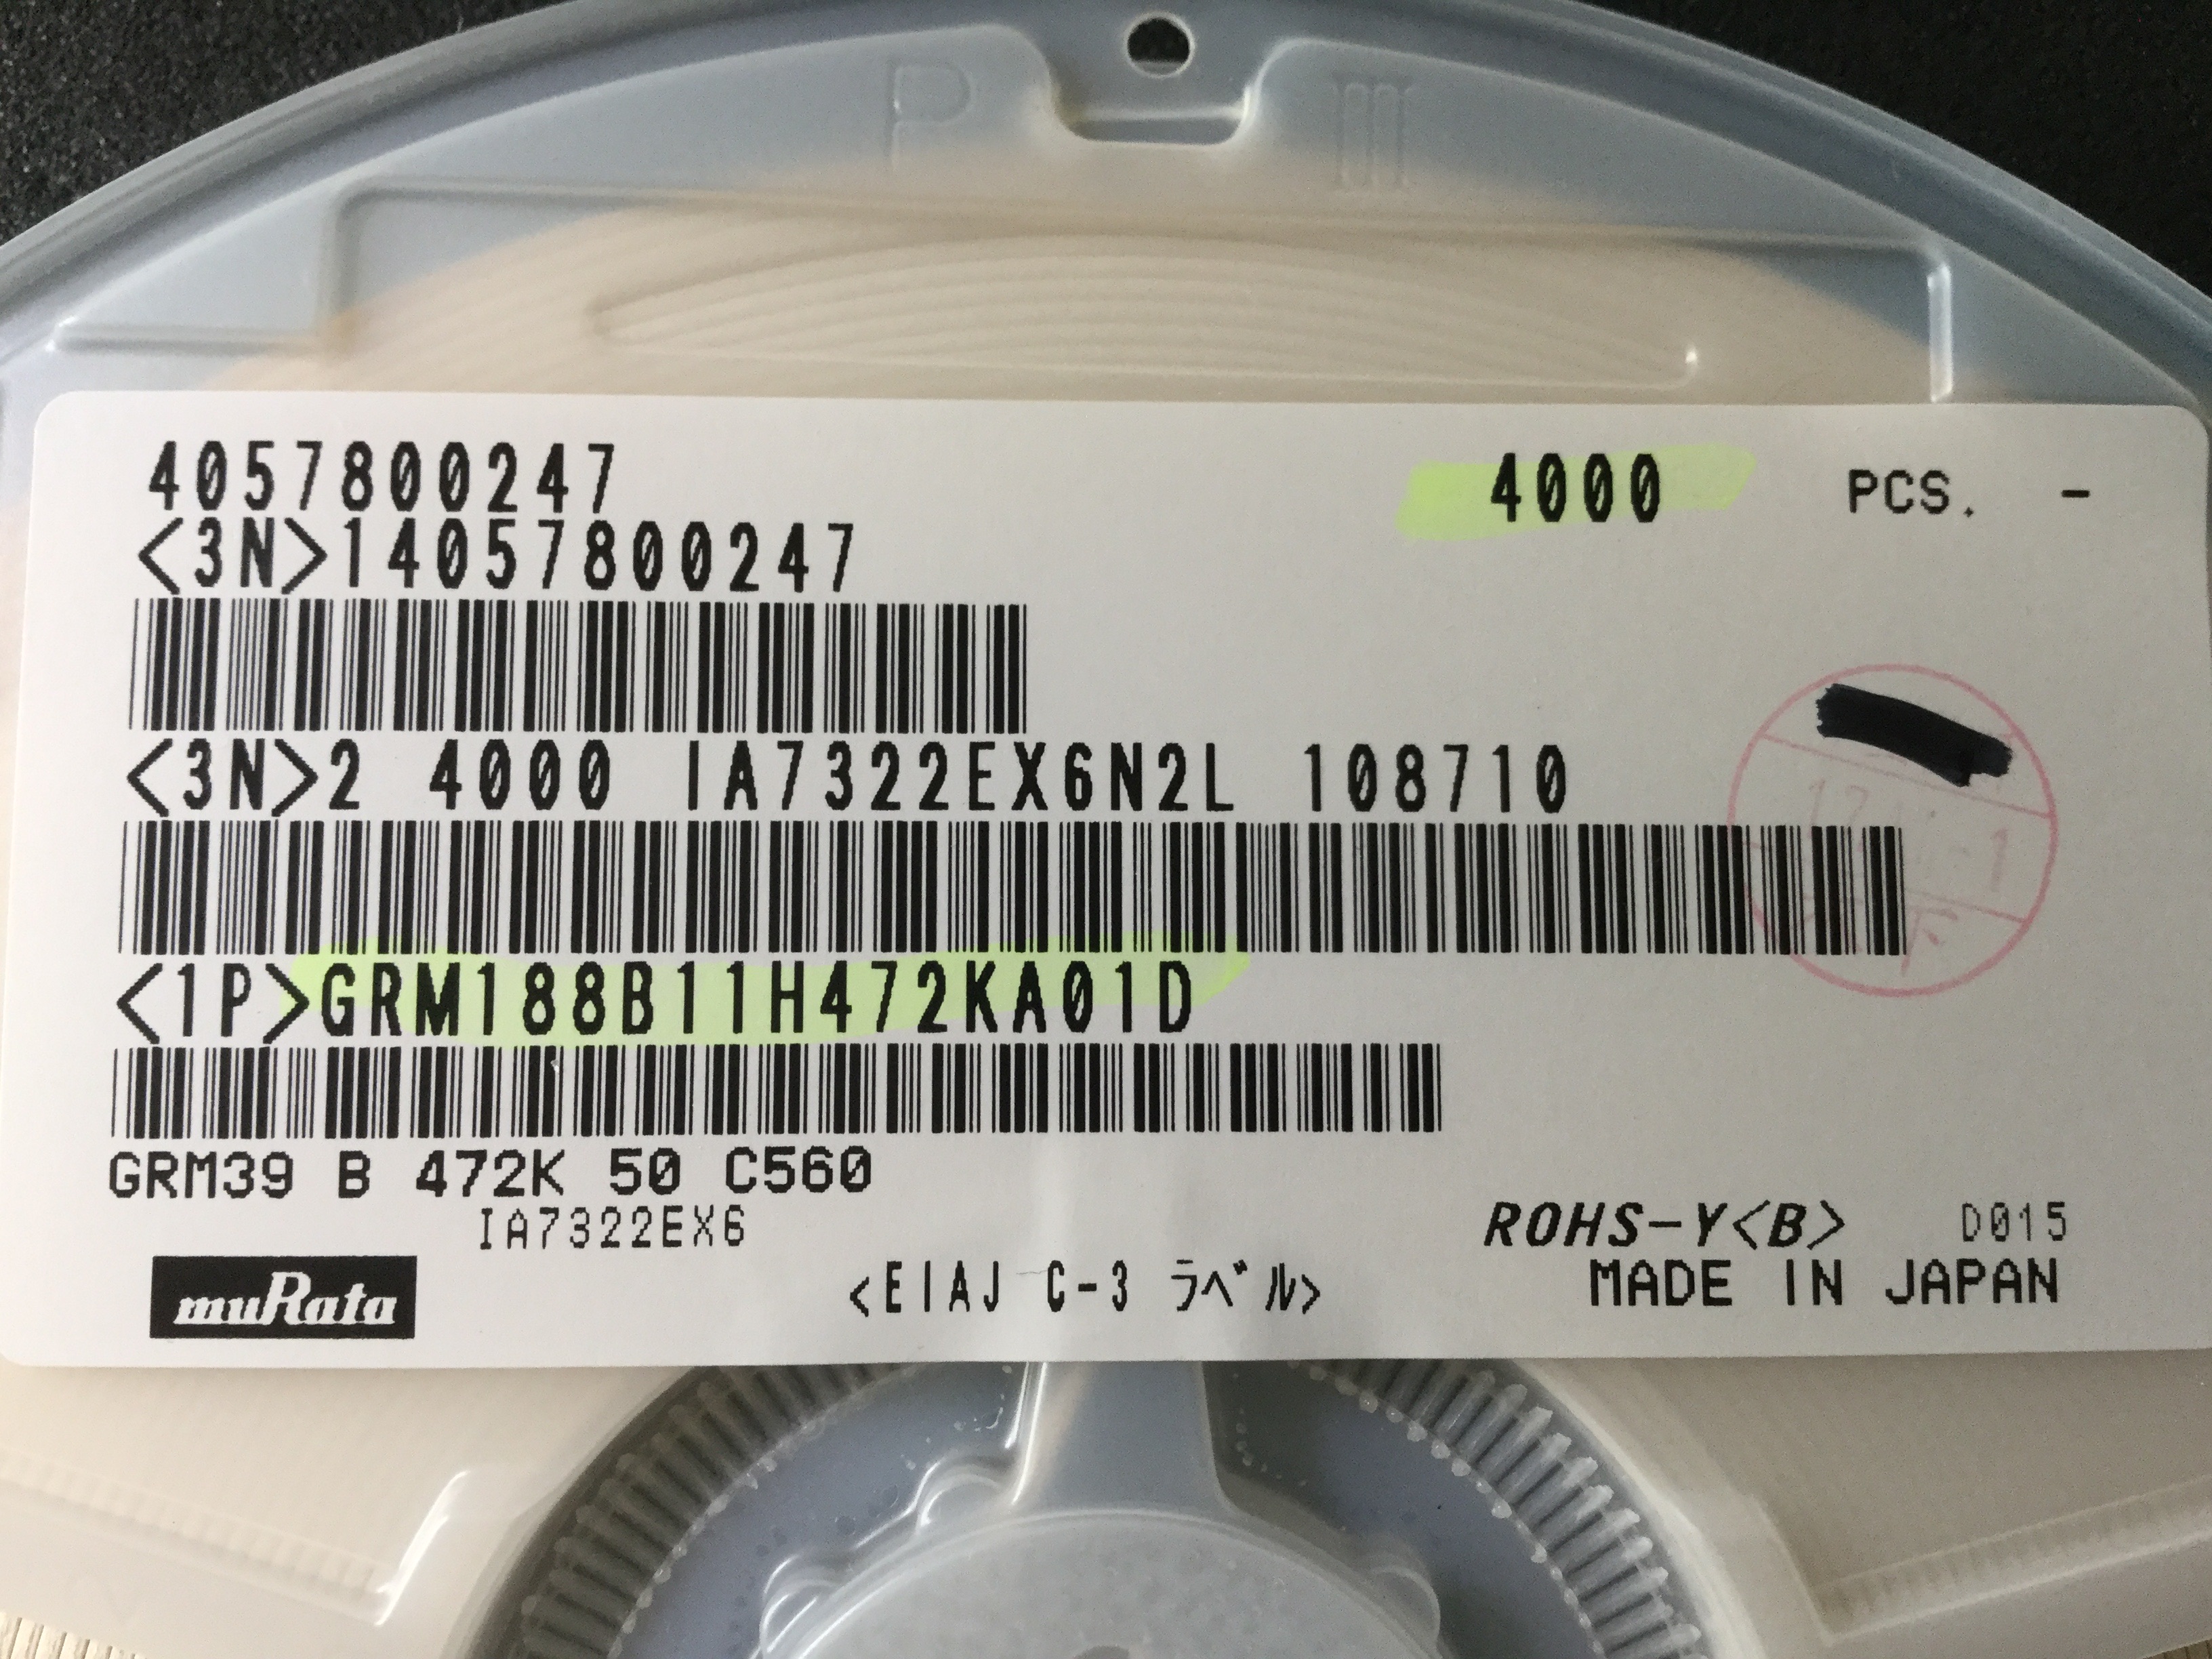 P III
4057800247 4000 PCS. -
<3N>14057800247
<3N>2 4000 IA7322EX6N2L 108710
<1P>GRM188B11H472KA01D
GRM39 B 472K 50 C560
IA7322EX6
ROHS-Y<B> D015
muRata
<EIAJ C-3 ラベル>
MADE IN JAPAN